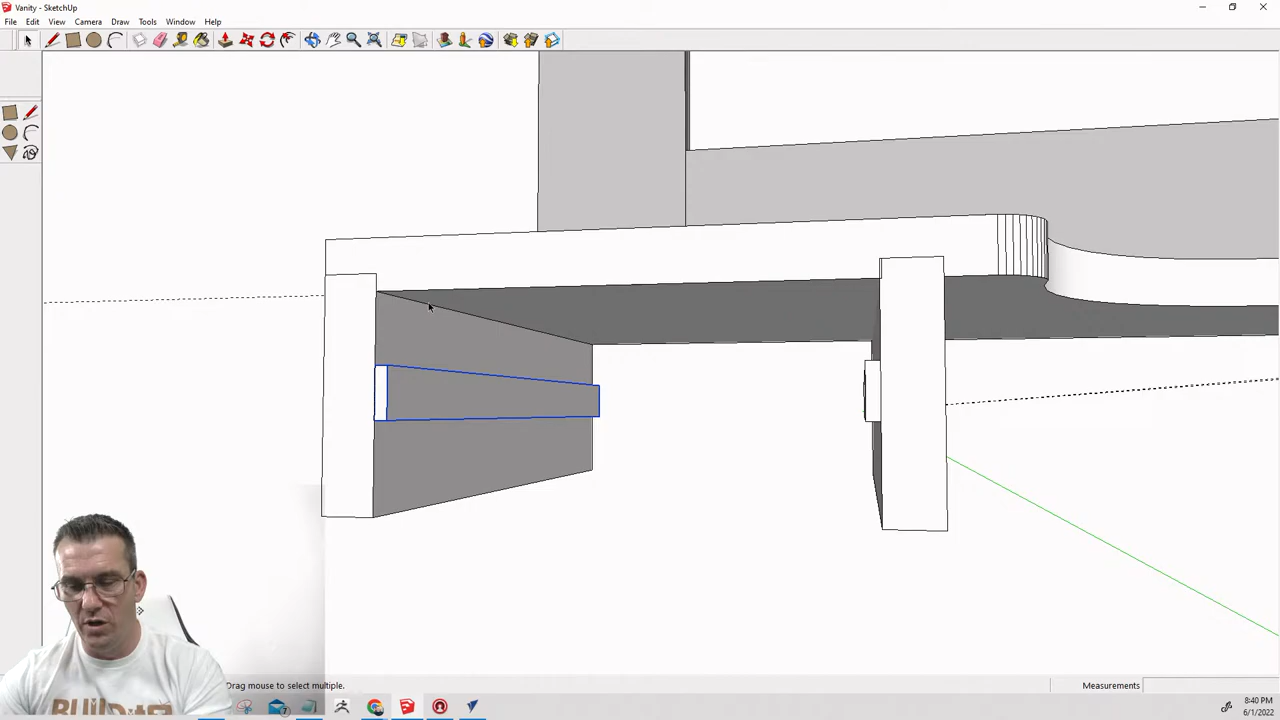 Vanity - SketchUp
File Edit View Camera Draw Tools Window Help
Drag mouse to select multiple.
Measurements
7
8:40 PM
6/1/2022